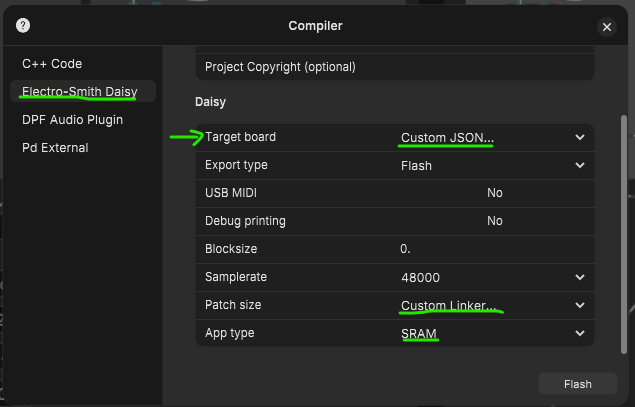 ?
Compiler
C++ Code
Electro-Smith Daisy
DPF Audio Plugin
Pd External
Project Copyright (optional)
Daisy
Target board Custom JSON...
Export type Flash
USB MIDI No
Debug printing No
Blocksize 0.
Samplerate 48000
Patch size Custom Linker...
App type SRAM
Flash